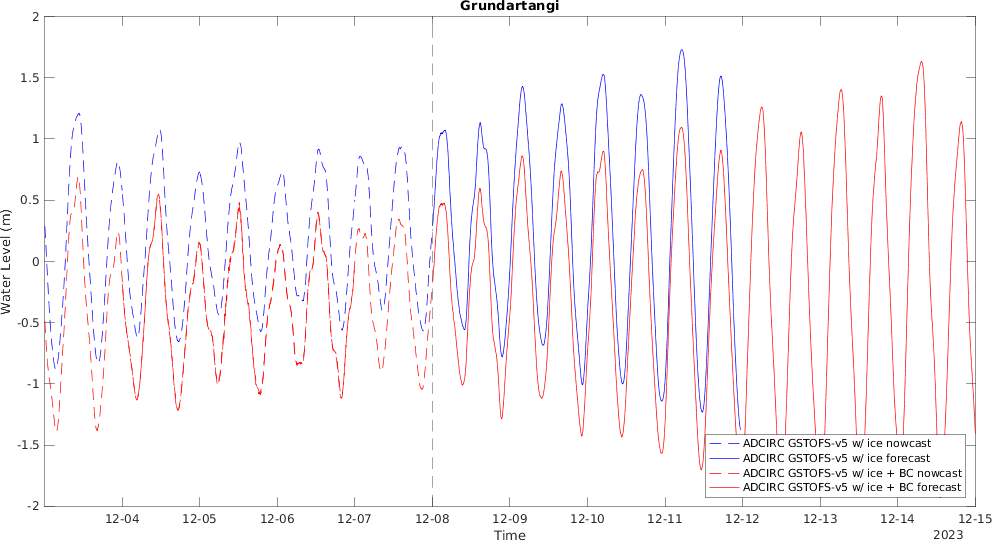 Grundartangi
2
1.5
1
0.5
0
-0.5
-1
-1.5
-2
Water Level (m)
ADCIRC GSTOFS-v5 w/ ice nowcast
ADCIRC GSTOFS-v5 w/ ice forecast
ADCIRC GSTOFS-v5 w/ ice + BC nowcast
ADCIRC GSTOFS-v5 w/ ice + BC forecast
12-04 12-05 12-06 12-07 12-08 12-09 12-10 12-11 12-12 12-13 12-14 12-15
Time
2023